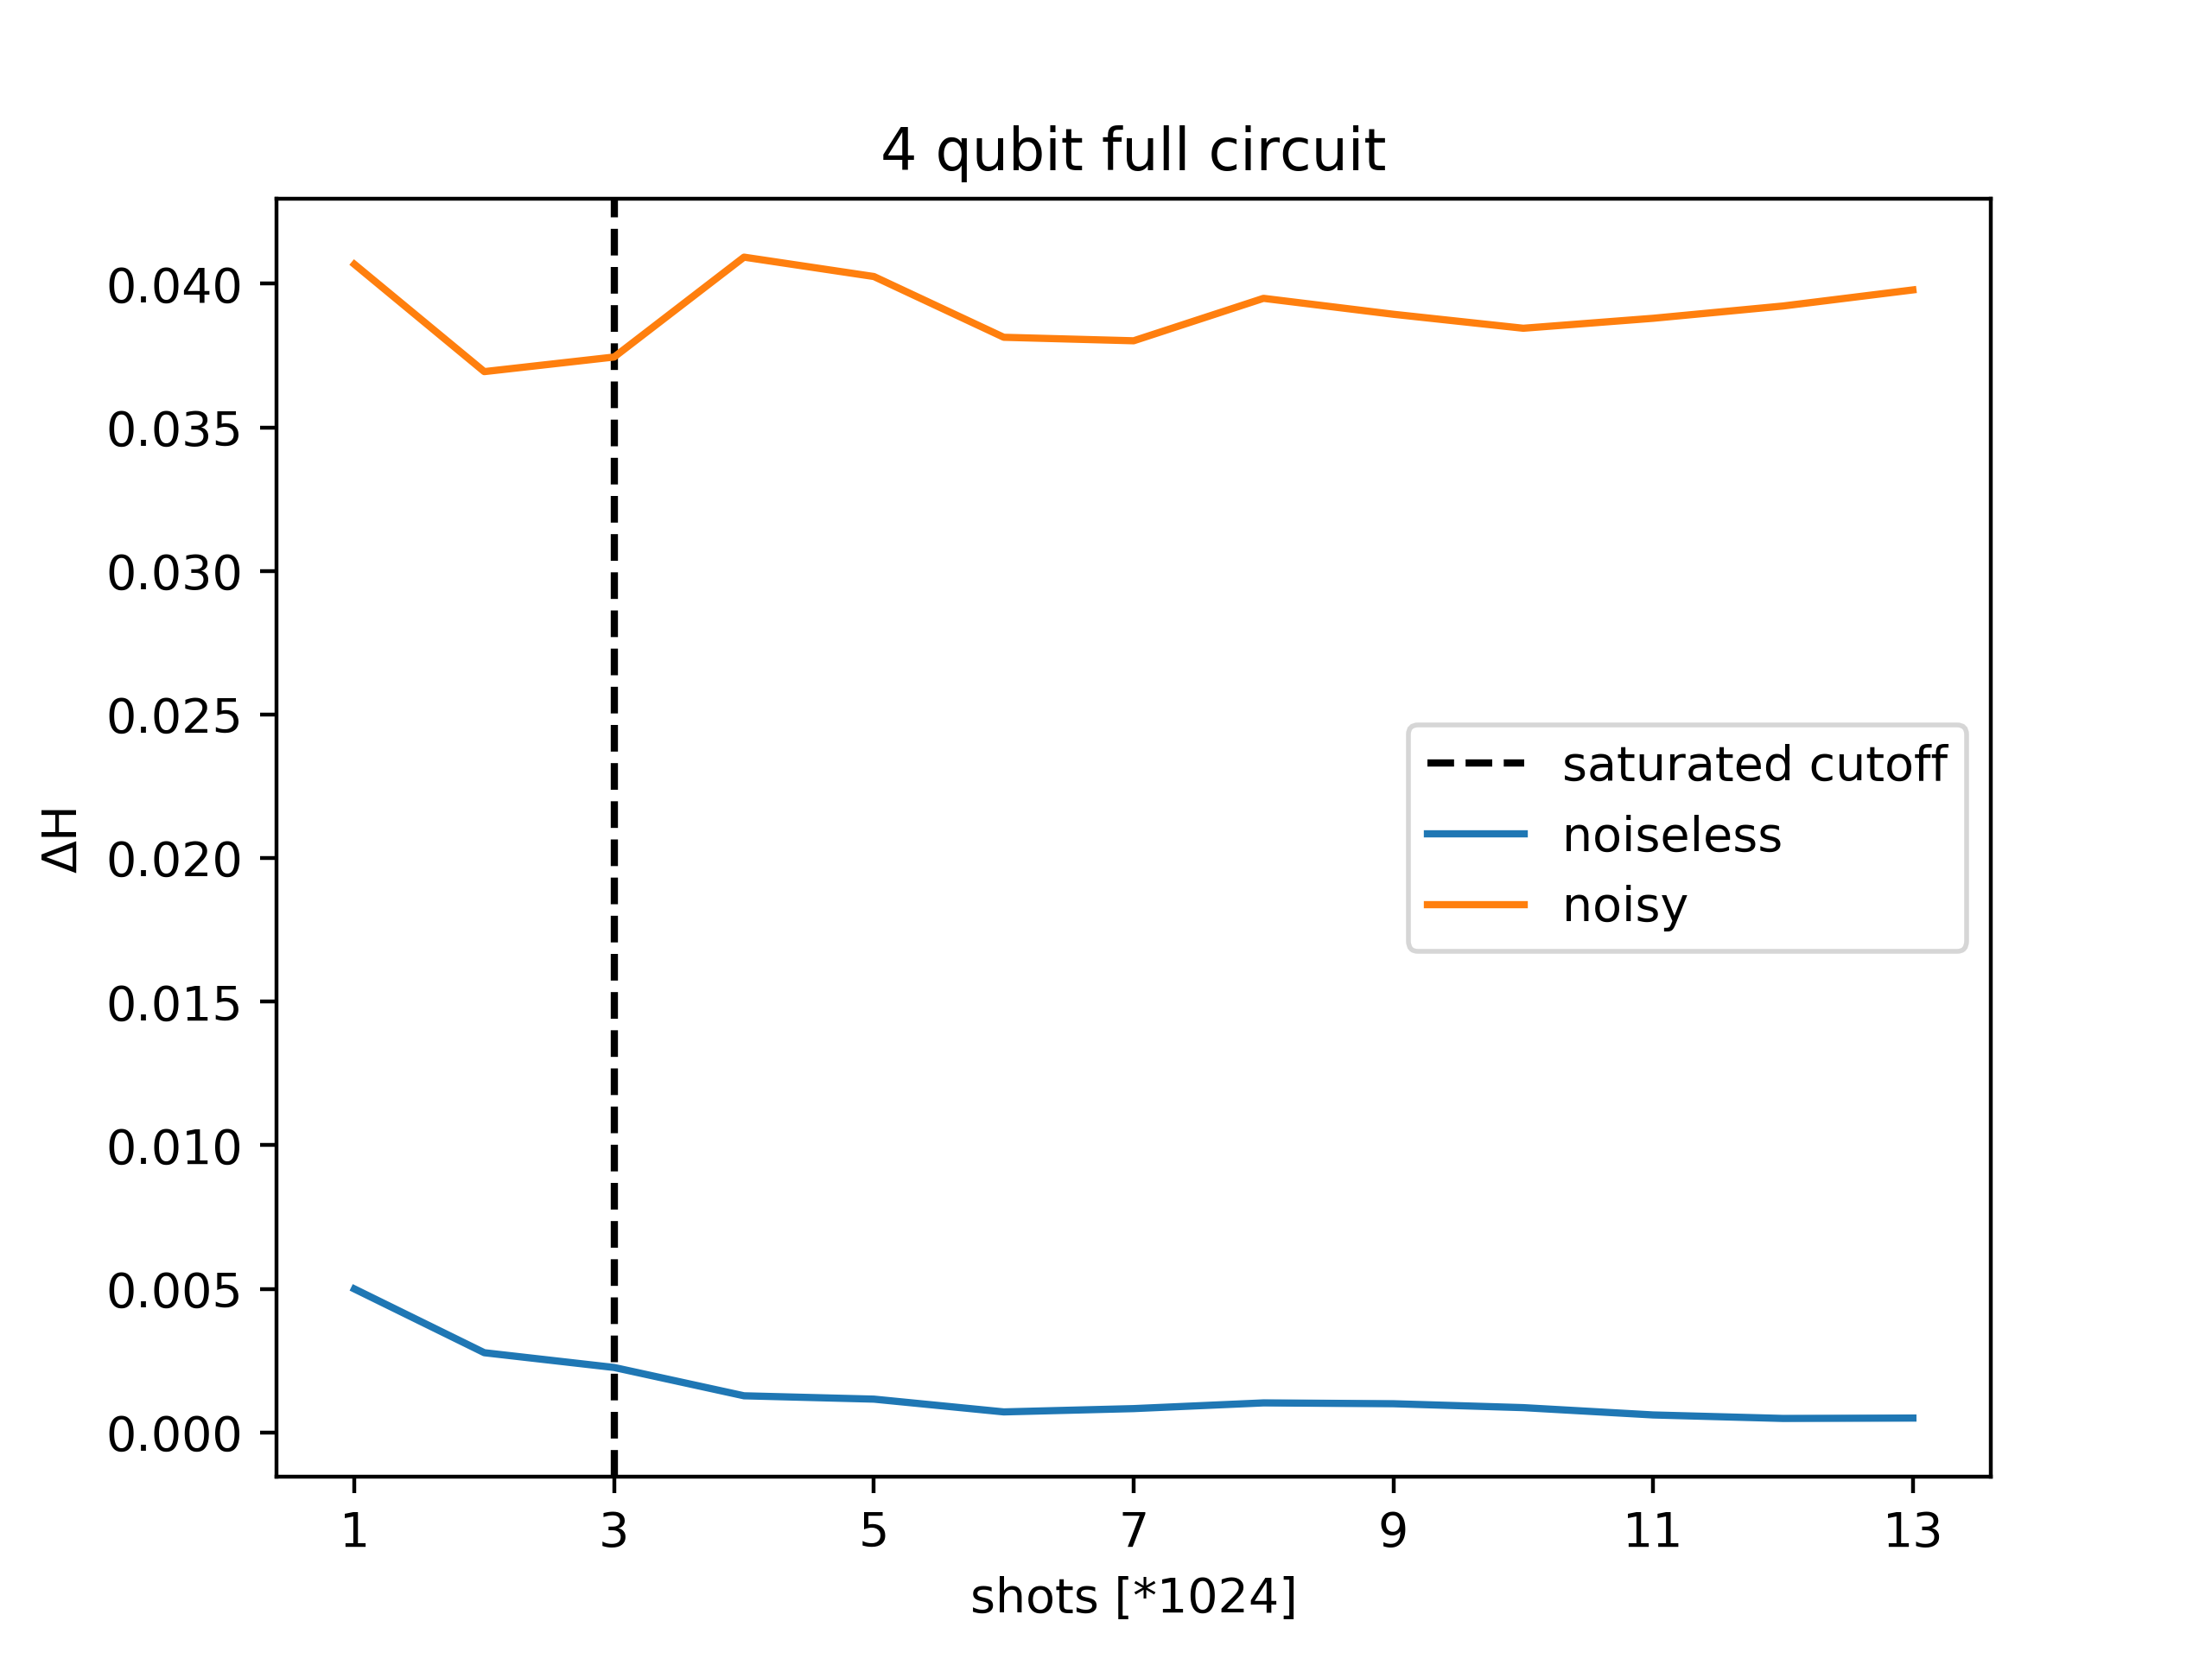 4 qubit full circuit
0.040
0.035
0.030
0.025
0.020
0.015
0.010
0.005
0.000
ΔH
saturated cutoff
noiseless
noisy
1 3 5 7 9 11 13
shots [*1024]